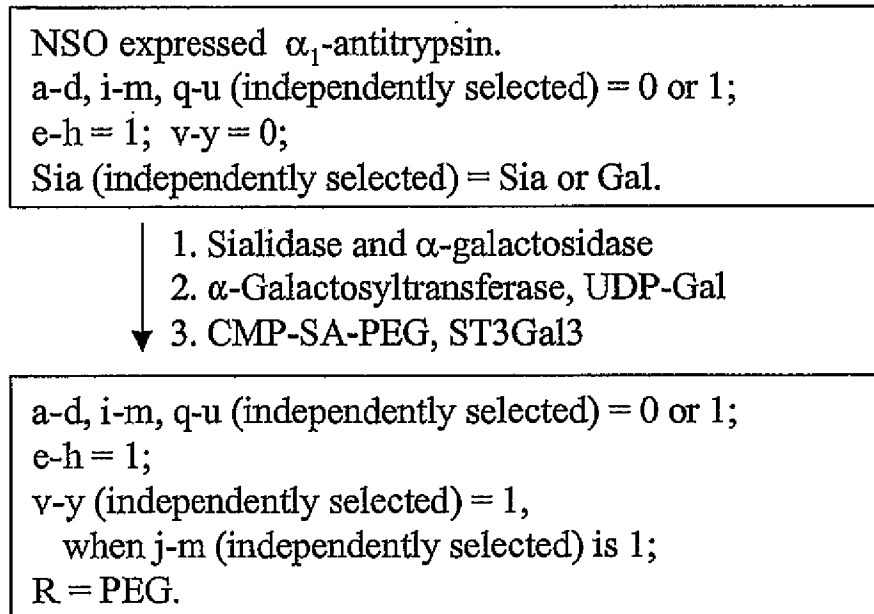 NSO expressed α₁-antitrypsin.
a-d, i-m, q-u (independently selected) = 0 or 1;
e-h = 1; v-y = 0;
Sia (independently selected) = Sia or Gal.
1. Sialidase and α-galactosidase
2. α-Galactosyltransferase, UDP-Gal
3. CMP-SA-PEG, ST3Gal3
a-d, i-m, q-u (independently selected) = 0 or 1;
e-h = 1;
v-y (independently selected) = 1,
when j-m (independently selected) is 1;
R = PEG.